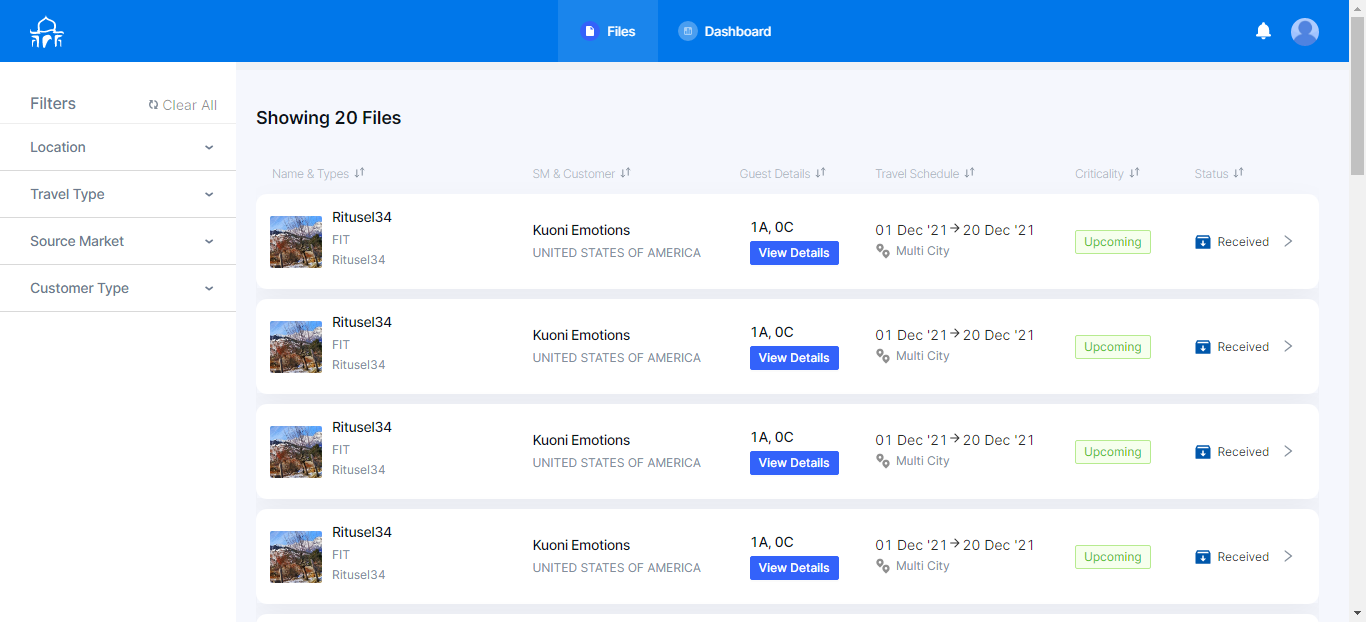 Files
Dashboard
Filters
Clear All
Location
Travel Type
Source Market
Customer Type
Showing 20 Files
Name & Types
SM & Customer
Guest Details
Travel Schedule
Criticality
Status
Ritusel34
FIT
Ritusel34
Kuoni Emotions
UNITED STATES OF AMERICA
1A, 0C
View Details
01 Dec '21→20 Dec '21
Multi City
Upcoming
Received
Ritusel34
FIT
Ritusel34
Kuoni Emotions
UNITED STATES OF AMERICA
1A, 0C
View Details
01 Dec '21→20 Dec '21
Multi City
Upcoming
Received
Ritusel34
FIT
Ritusel34
Kuoni Emotions
UNITED STATES OF AMERICA
1A, 0C
View Details
01 Dec '21→20 Dec '21
Multi City
Upcoming
Received
Ritusel34
FIT
Ritusel34
Kuoni Emotions
UNITED STATES OF AMERICA
1A, 0C
View Details
01 Dec '21→20 Dec '21
Multi City
Upcoming
Received